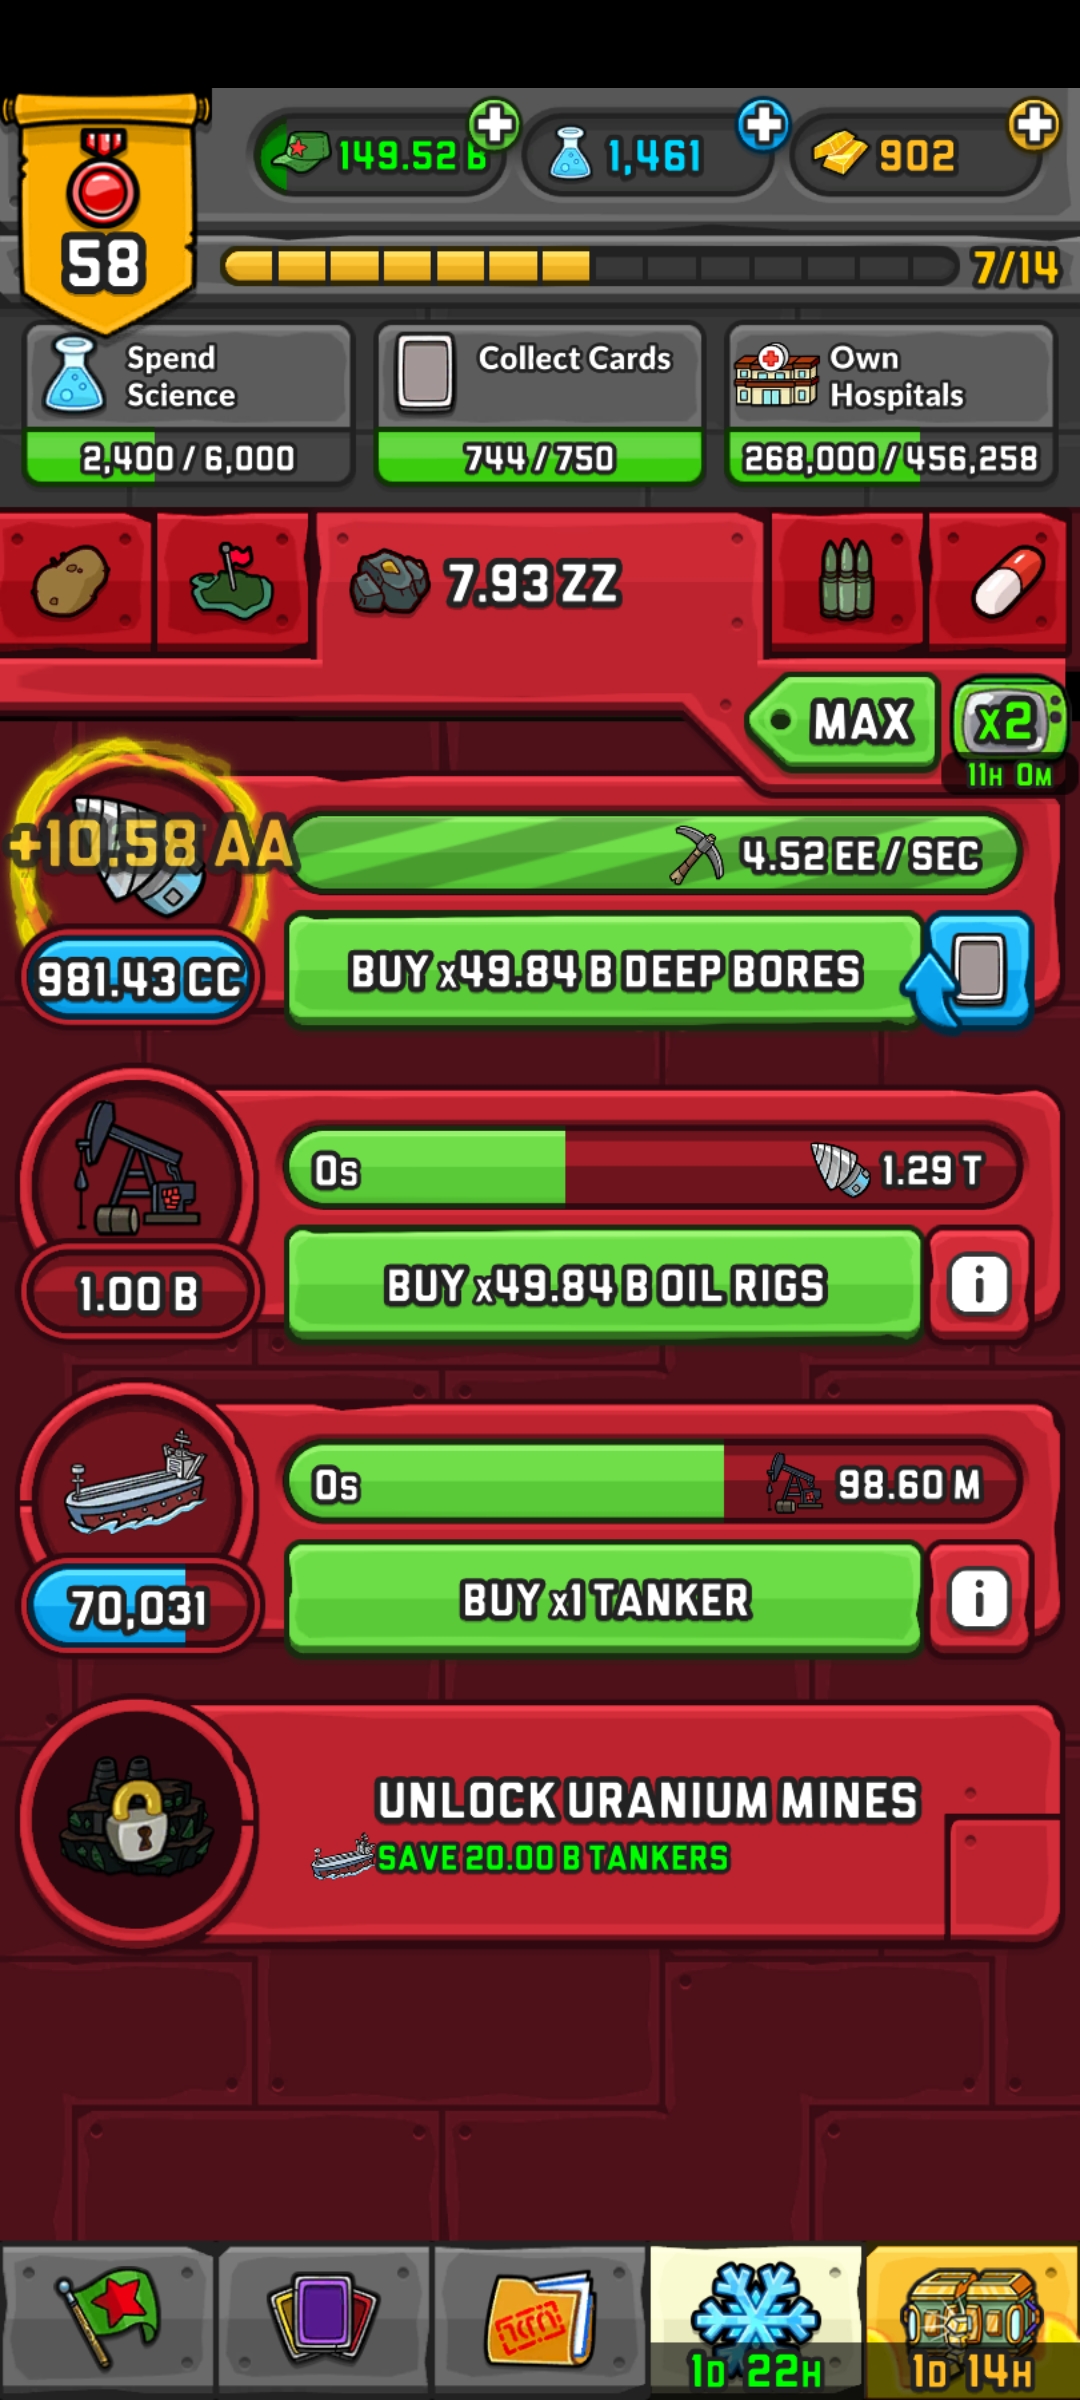 58
149.52 B
1,461
902
7/14
Spend
Science
2,400 / 6,000
Collect Cards
744 / 750
Own
Hospitals
268,000 / 456,258
7.93 ZZ
MAX
x2
11H 0M
+10.58 AA
4.52 EE / SEC
981.43 CC
BUY x49.84 B DEEP BORES
0s
1.29 T
1.00 B
BUY x49.84 B OIL RIGS
i
0s
98.60 M
70,031
BUY x1 TANKER
i
UNLOCK URANIUM MINES
SAVE 20.00 B TANKERS
1D 22H
1D 14H